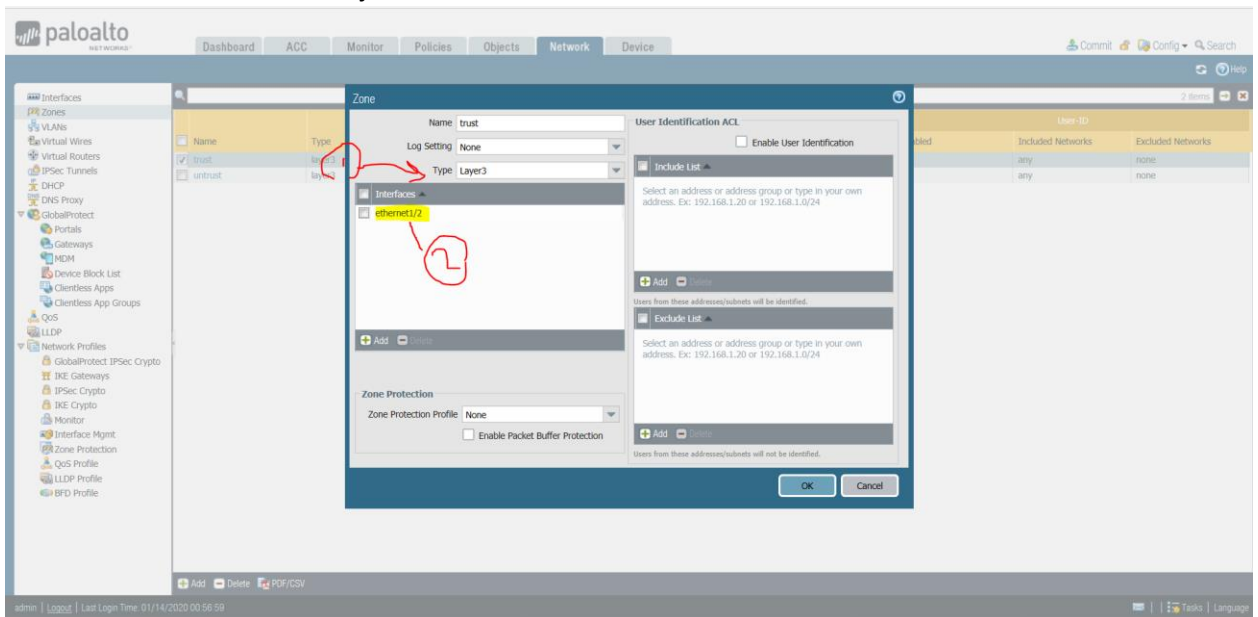 paloalto
NETWORKS
Dashboard ACC Monitor Policies Objects Network Device
Commit Config Search
Help
Interfaces
Zones
VLANs
Virtual Wires
Virtual Routers
IPSec Tunnels
DHCP
DNS Proxy
GlobalProtect
Portals
Gateways
MDM
Device Block List
Clientless Apps
Clientless App Groups
QoS
LLDP
Network Profiles
GlobalProtect IPSec Crypto
IKE Gateways
IPSec Crypto
IKE Crypto
Monitor
Interface Mgmt
Zone Protection
QoS Profile
LLDP Profile
BFD Profile
2 items
User-ID
Name Type Included Networks Excluded Networks
trust any none
untrust any none
Zone
Name trust
Log Setting None
Type Layer3
Interfaces
ethernet1/2
2
Add Delete
Zone Protection
Zone Protection Profile None
Enable Packet Buffer Protection
User Identification ACL
Enable User Identification
Include List
Select an address or address group or type in your own
address. Ex: 192.168.1.20 or 192.168.1.0/24
Add Delete
Users from these addresses/subnets will be identified.
Exclude List
Select an address or address group or type in your own
address. Ex: 192.168.1.20 or 192.168.1.0/24
Add Delete
Users from these addresses/subnets will not be identified.
OK Cancel
Add Delete PDF/CSV
admin | Logout | Last Login Time: 01/14/2020 00:56:59
Tasks | Language